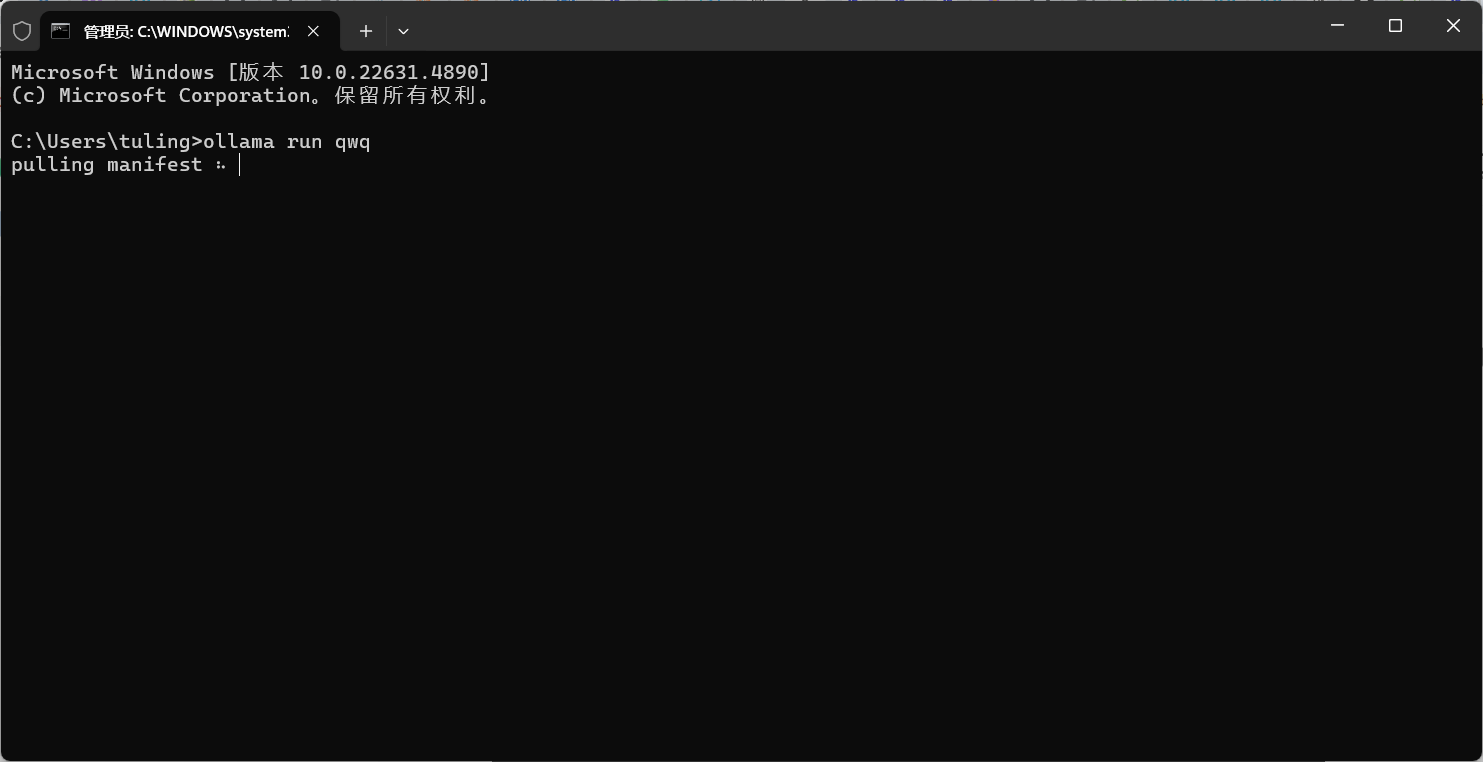 管理员: C:\WINDOWS\system
Microsoft Windows [版本 10.0.22631.4890]
(c) Microsoft Corporation。保留所有权利。
C:\Users\tuling>ollama run qwq
pulling manifest